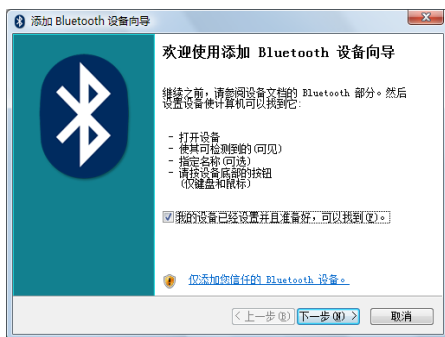 添加 Bluetooth 设备向导
欢迎使用添加 Bluetooth 设备向导
继续之前，请参阅设备文档的 Bluetooth 部分。然后
设置设备使计算机可以找到它:
- 打开设备
- 使其可检测到的(可见)
- 指定名称(可选)
- 请按设备底部的按钮
(仅键盘和鼠标)
我的设备已经设置并且准备好，可以找到(Y)。
仅添加您信任的 Bluetooth 设备。
< 上一步(B) 下一步(N) > 取消